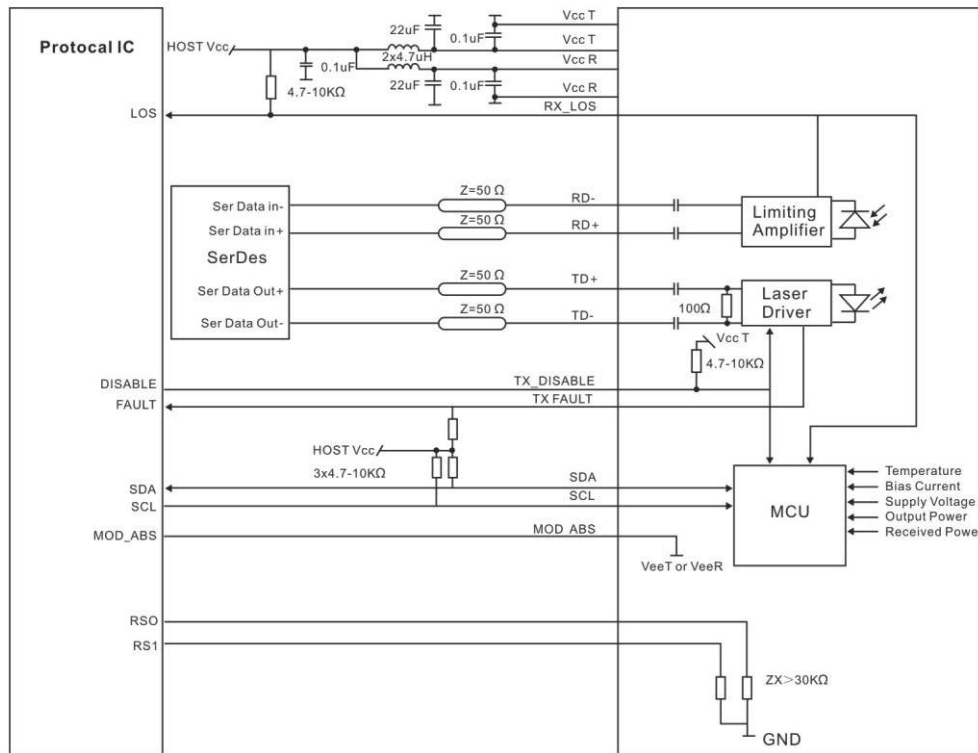 Protocal IC
HOST Vcc
0.1uF
4.7-10KΩ
22uF
2x4.7uH
22uF
0.1uF
0.1uF
Vcc T
Vcc T
Vcc R
Vcc R
LOS
RX_LOS
Ser Data in-
Z=50 Ω
RD-
Ser Data in+
Z=50 Ω
RD+
Limiting
Amplifier
SerDes
Ser Data Out+
Z=50 Ω
TD+
Ser Data Out-
Z=50 Ω
TD-
100Ω
Laser
Driver
Vcc T
4.7-10KΩ
DISABLE
TX_DISABLE
FAULT
TX FAULT
HOST Vcc
3x4.7-10KΩ
SDA
SDA
SCL
SCL
MCU
Temperature
Bias Current
Supply Voltage
Output Power
Received Powe
MOD_ABS
MOD ABS
VeeT or VeeR
RSO
RS1
ZX>30KΩ
GND